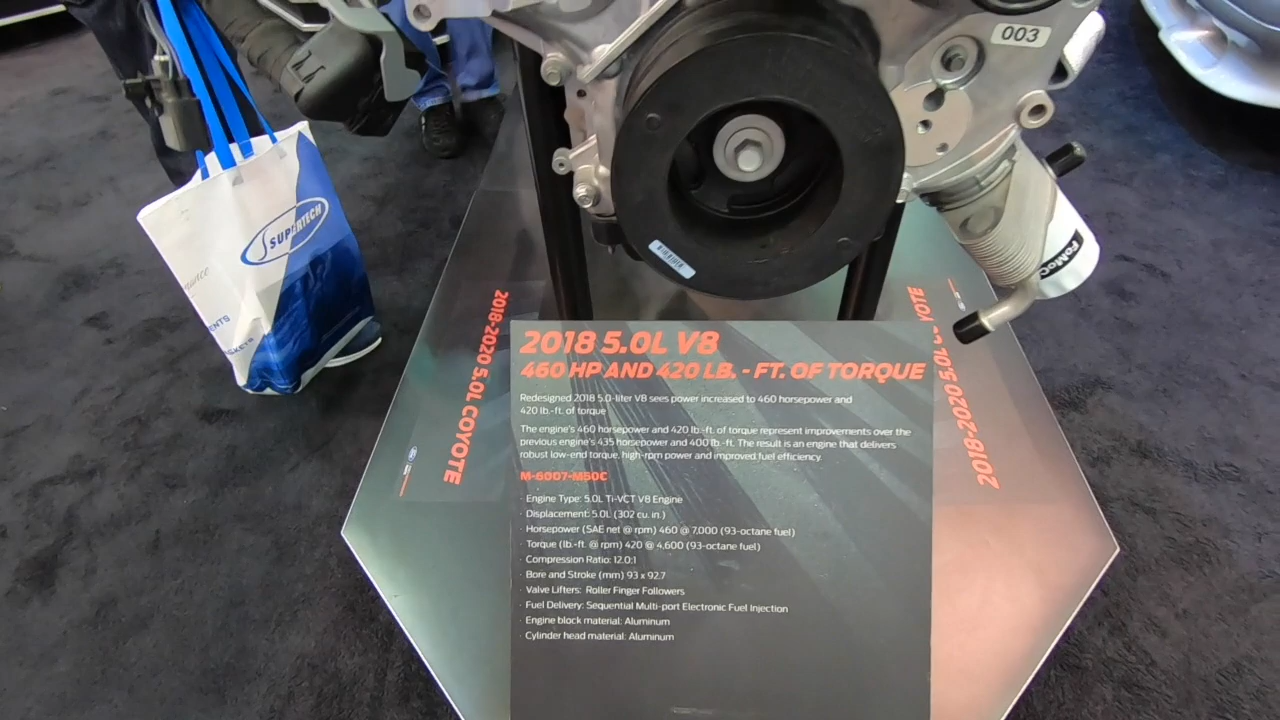 003
SUPERTECH
ENTS
FoMoC
2018-2020 5.0L COYOTE
2018 5.0L V8
460 HP AND 420 LB. - FT. OF TORQUE
Redesigned 2018 5.0-liter V8 sees power increased to 460 horsepower and
420 lb.-ft. of torque
The engine's 460 horsepower and 420 lb.-ft. of torque represent improvements over the
previous engine's 435 horsepower and 400 lb.-ft. The result is an engine that delivers
robust low-end torque, high-rpm power and improved fuel efficiency.
M-6007-M50C
· Engine Type: 5.0L Ti-VCT V8 Engine
· Displacement: 5.0L (302 cu. in.)
· Horsepower (SAE net @ rpm) 460 @ 7,000 (93-octane fuel)
· Torque (lb.-ft. @ rpm) 420 @ 4,600 (93-octane fuel)
· Compression Ratio: 12.0:1
· Bore and Stroke (mm) 93 x 92.7
· Valve Lifters: Roller Finger Followers
· Fuel Delivery: Sequential Multi-port Electronic Fuel Injection
· Engine block material: Aluminum
· Cylinder head material: Aluminum
2018-2020 5.0L COYOTE